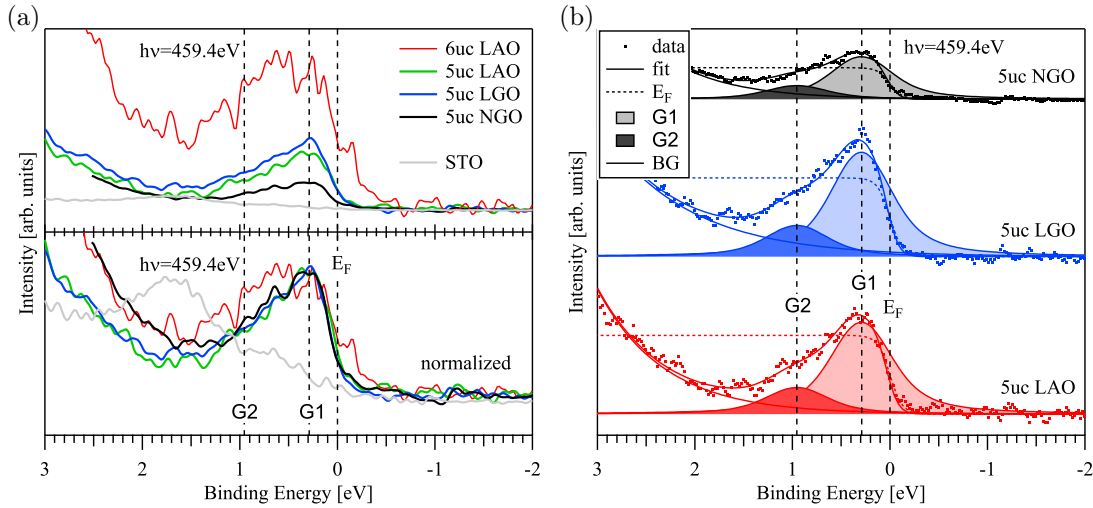 (a)
hν=459.4eV
6uc LAO
5uc LAO
5uc LGO
5uc NGO
STO
Intensity [arb. units]
hν=459.4eV
E_F
normalized
G2
G1
Intensity [arb. units]
3
2
1
0
-1
-2
Binding Energy [eV]
(b)
data
fit
E_F
G1
G2
BG
hν=459.4eV
5uc NGO
5uc LGO
G1
G2
E_F
5uc LAO
Intensity [arb. units]
3
2
1
0
-1
-2
Binding Energy [eV]